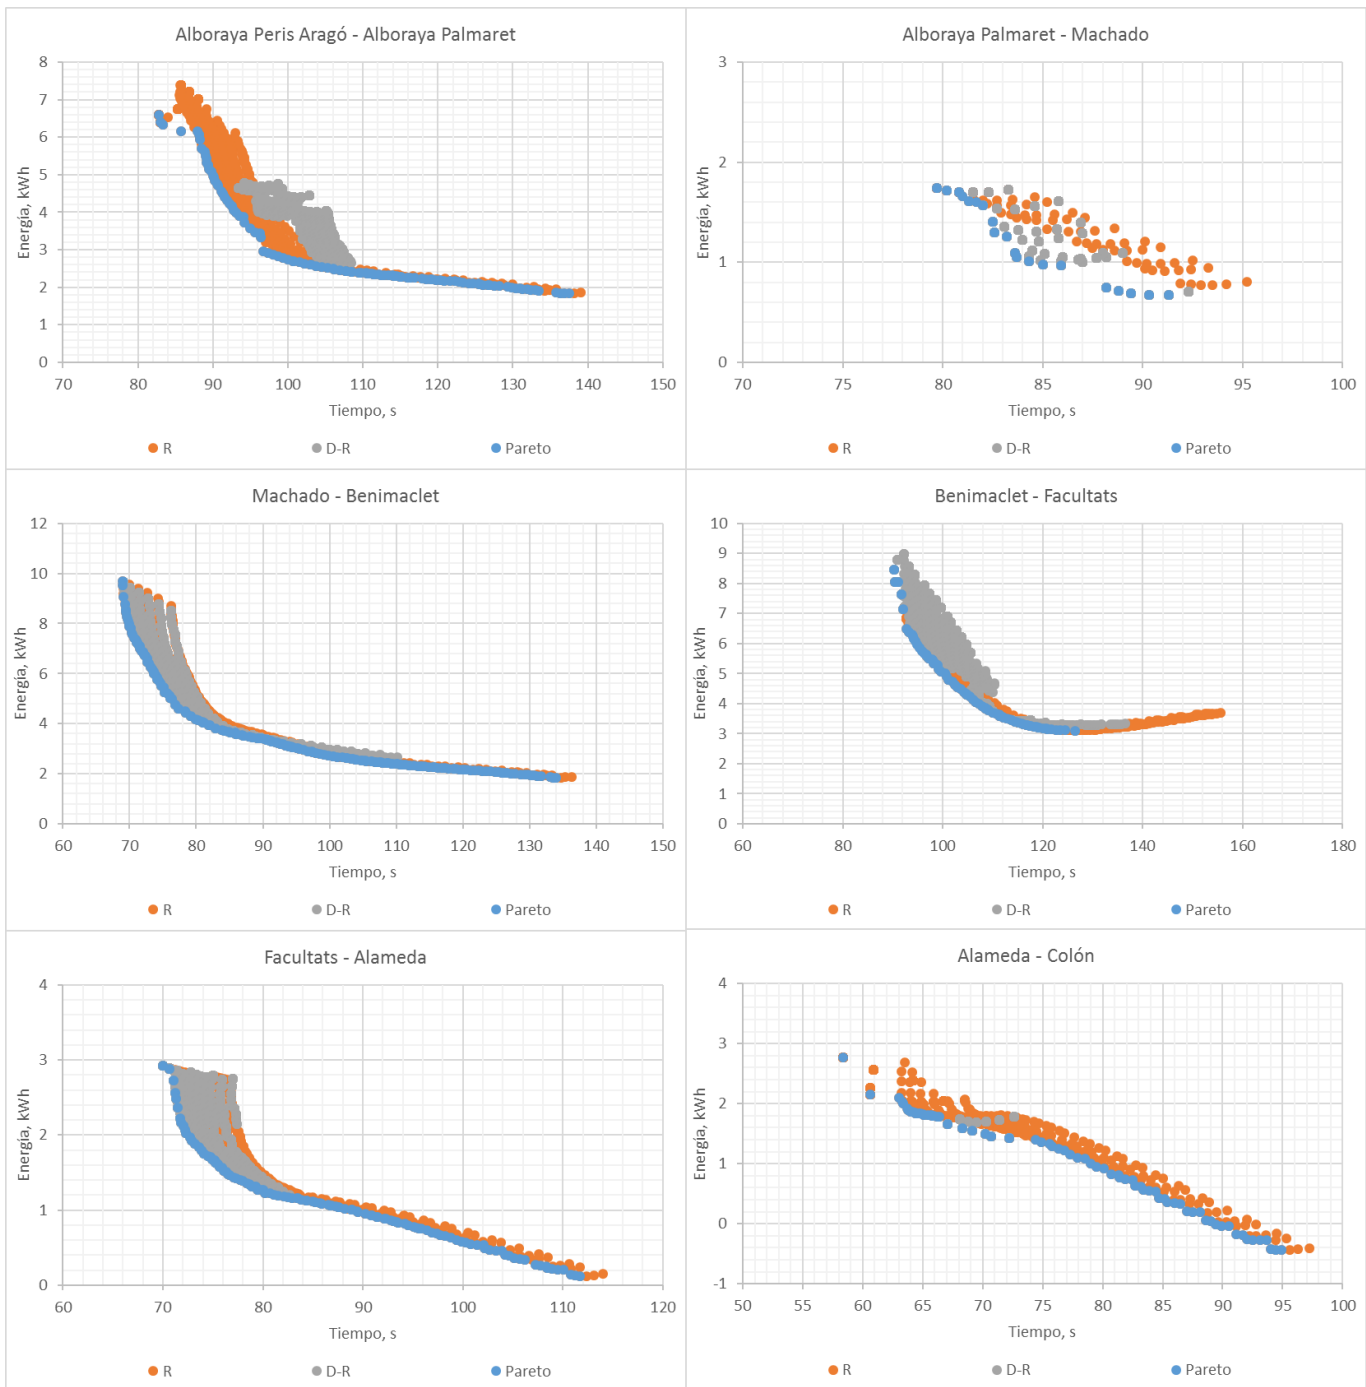 Alboraya Peris Aragó - Alboraya Palmaret
8
7
6
5
4
3
2
1
0
Energía, kWh
70 80 90 100 110 120 130 140 150
Tiempo, s
R D-R Pareto
Alboraya Palmaret - Machado
3
2
1
0
Energía, kWh
70 75 80 85 90 95 100
Tiempo, s
R D-R Pareto
Machado - Benimaclet
12
10
8
6
4
2
0
Energía, kWh
60 70 80 90 100 110 120 130 140 150
Tiempo, s
R D-R Pareto
Benimaclet - Facultats
10
9
8
7
6
5
4
3
2
1
0
Energía, kWh
60 80 100 120 140 160 180
Tiempo, s
R D-R Pareto
Facultats - Alameda
4
3
2
1
0
Energía, kWh
60 70 80 90 100 110 120
Tiempo, s
R D-R Pareto
Alameda - Colón
4
3
2
1
0
-1
Energía, kWh
50 55 60 65 70 75 80 85 90 95 100
Tiempo, s
R D-R Pareto